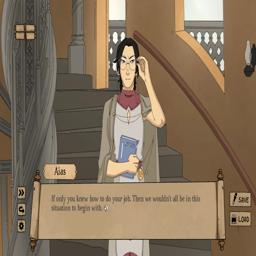 Aias
If only you knew how to do your job. Then we wouldn't all be in this
situation to begin with.
SAVE
LOAD